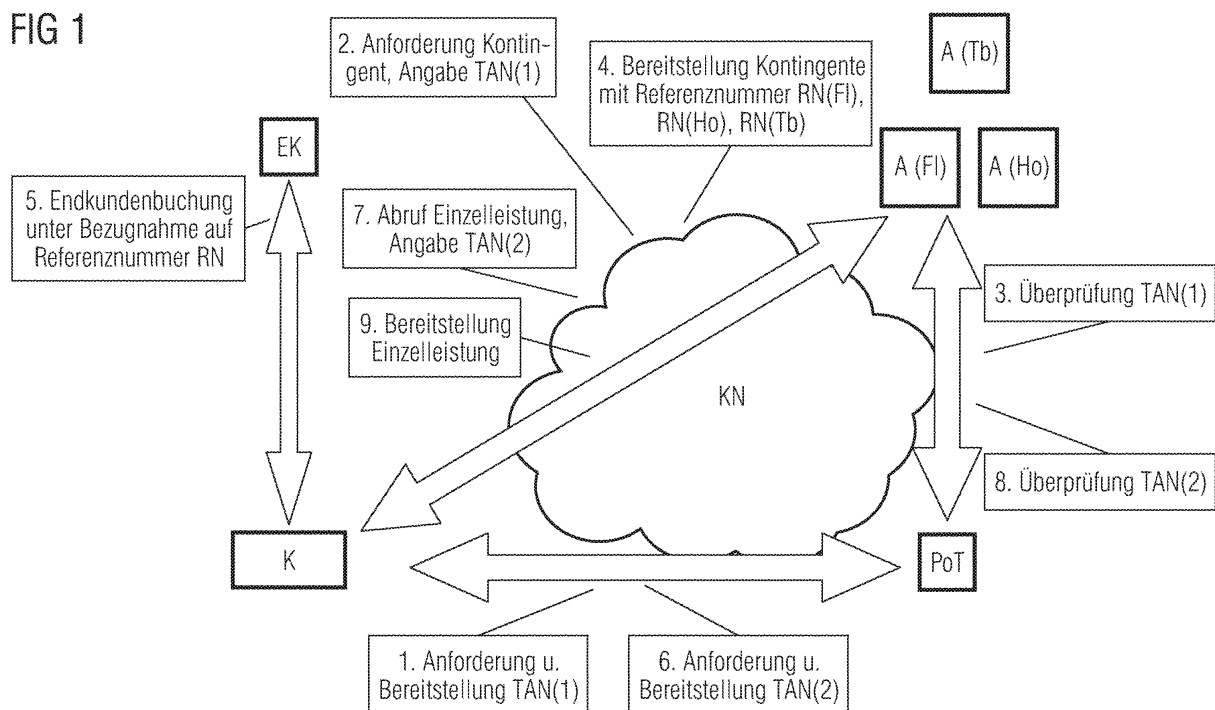 FIG 1
2. Anforderung Kontin-
gent, Angabe TAN(1)
4. Bereitstellung Kontingente
mit Referenznummer RN(Fl),
RN(Ho), RN(Tb)
A (Tb)
EK
A (Fl)
A (Ho)
5. Endkundenbuchung
unter Bezugnahme auf
Referenznummer RN
7. Abruf Einzelleistung,
Angabe TAN(2)
3. Überprüfung TAN(1)
9. Bereitstellung
Einzelleistung
KN
8. Überprüfung TAN(2)
K
PoT
1. Anforderung u.
Bereitstellung TAN(1)
6. Anforderung u.
Bereitstellung TAN(2)